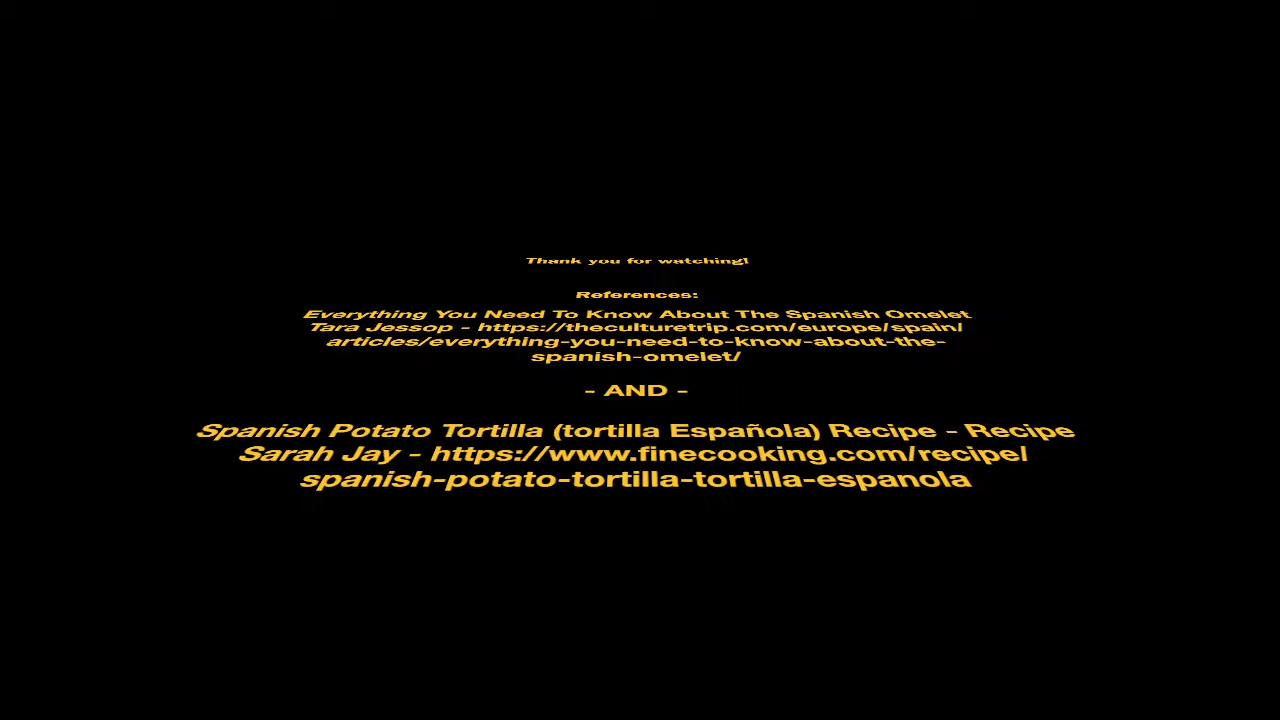 Thank you for watching!
References:
Everything You Need To Know About The Spanish Omelet
Tara Jessop - https://theculturetrip.com/europe/spain/
articles/everything-you-need-to-know-about-the-
spanish-omelet/
- AND -
Spanish Potato Tortilla (tortilla Española) Recipe - Recipe
Sarah Jay - https://www.finecooking.com/recipe/
spanish-potato-tortilla-tortilla-espanola